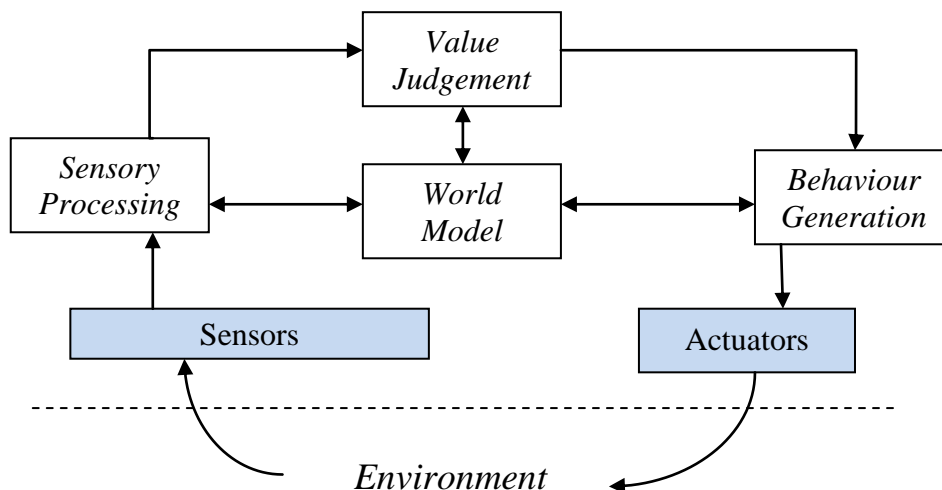 Value
Judgement
Sensory
Processing
World
Model
Behaviour
Generation
Sensors
Actuators
Environment